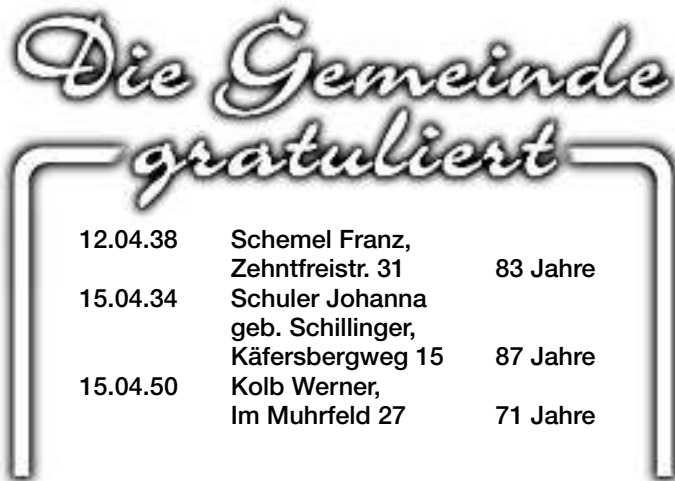 Die Gemeinde
gratuliert
12.04.38 Schemel Franz,
Zehntfreistr. 31 83 Jahre
15.04.34 Schuler Johanna
geb. Schillinger,
Käfersbergweg 15 87 Jahre
15.04.50 Kolb Werner,
Im Muhrfeld 27 71 Jahre